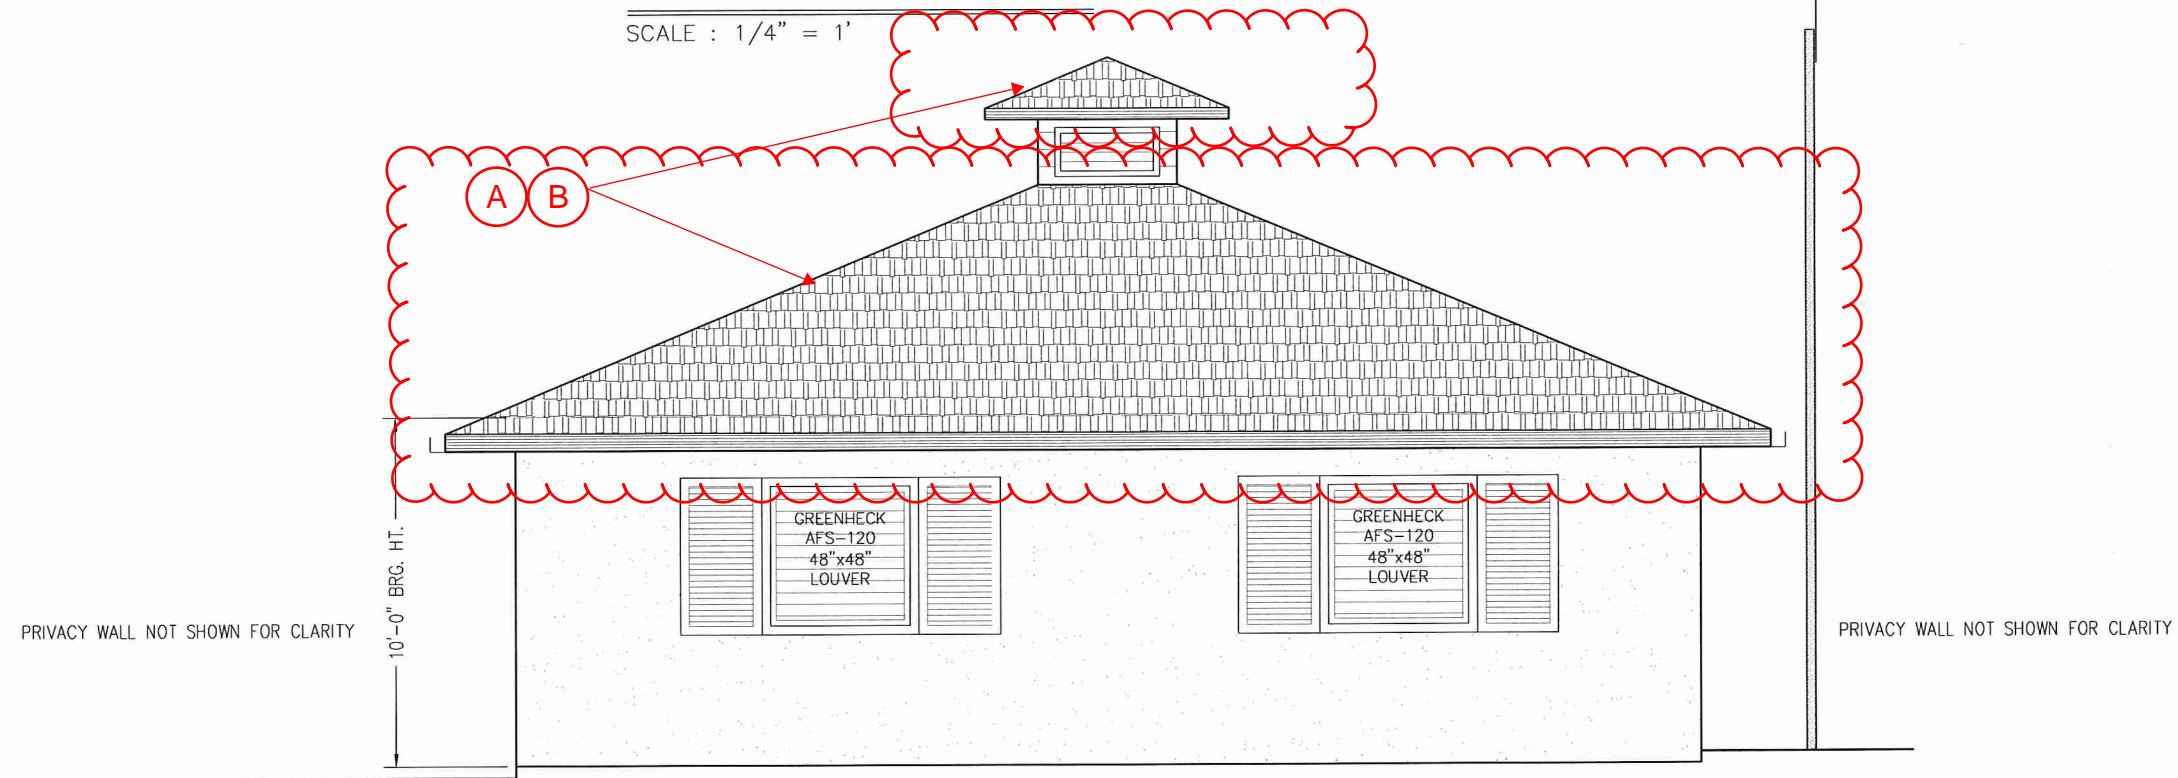 SCALE : 1/4" = 1'
A B
GREENHECK
AFS-120
48"x48"
LOUVER
GREENHECK
AFS-120
48"x48"
LOUVER
10'-0" BRG. HT.
PRIVACY WALL NOT SHOWN FOR CLARITY
PRIVACY WALL NOT SHOWN FOR CLARITY